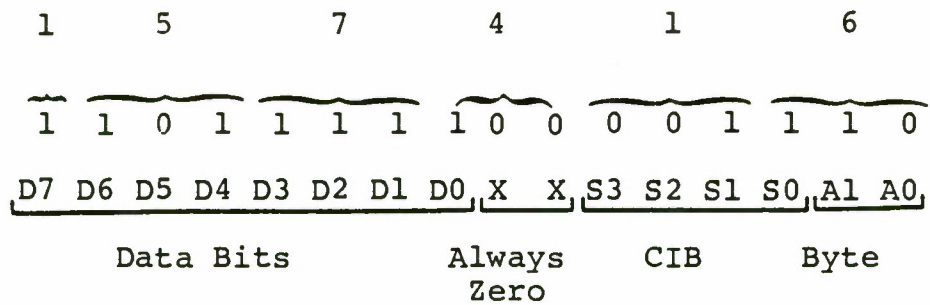 1 5 7 4 1 6
1 1 0 1 1 1 1 1 0 0 0 0 1 1 1 0
D7 D6 D5 D4 D3 D2 D1 D0 X X S3 S2 S1 S0 A1 A0
Data Bits Always CIB Byte
Zero